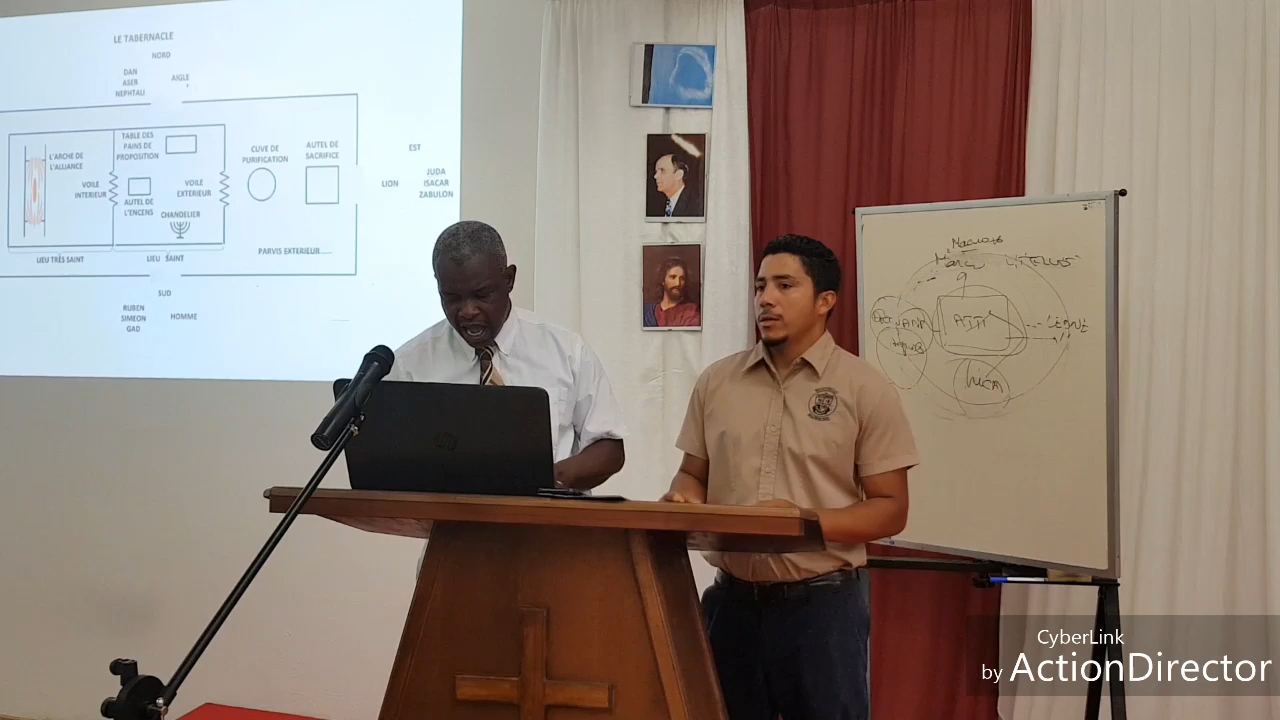 LE TABERNACLE
NORD
DAN
ASER
NEPHTALI
AIGLE
TABLE DES
PAINS DE
PROPOSITION
L'ARCHE DE
L'ALLIANCE
VOILE
INTERIEUR
AUTEL DE
L'ENCENS
VOILE
EXTERIEUR
CHANDELIER
CUVE DE
PURIFICATION
AUTEL DE
SACRIFICE
EST
LION
JUDA
ISACAR
ZABULON
LIEU TRÈS SAINT
LIEU SAINT
PARVIS EXTERIEUR
SUD
RUBEN
SIMEON
GAD
HOMME
hp
LUCA
CyberLink
by ActionDirector